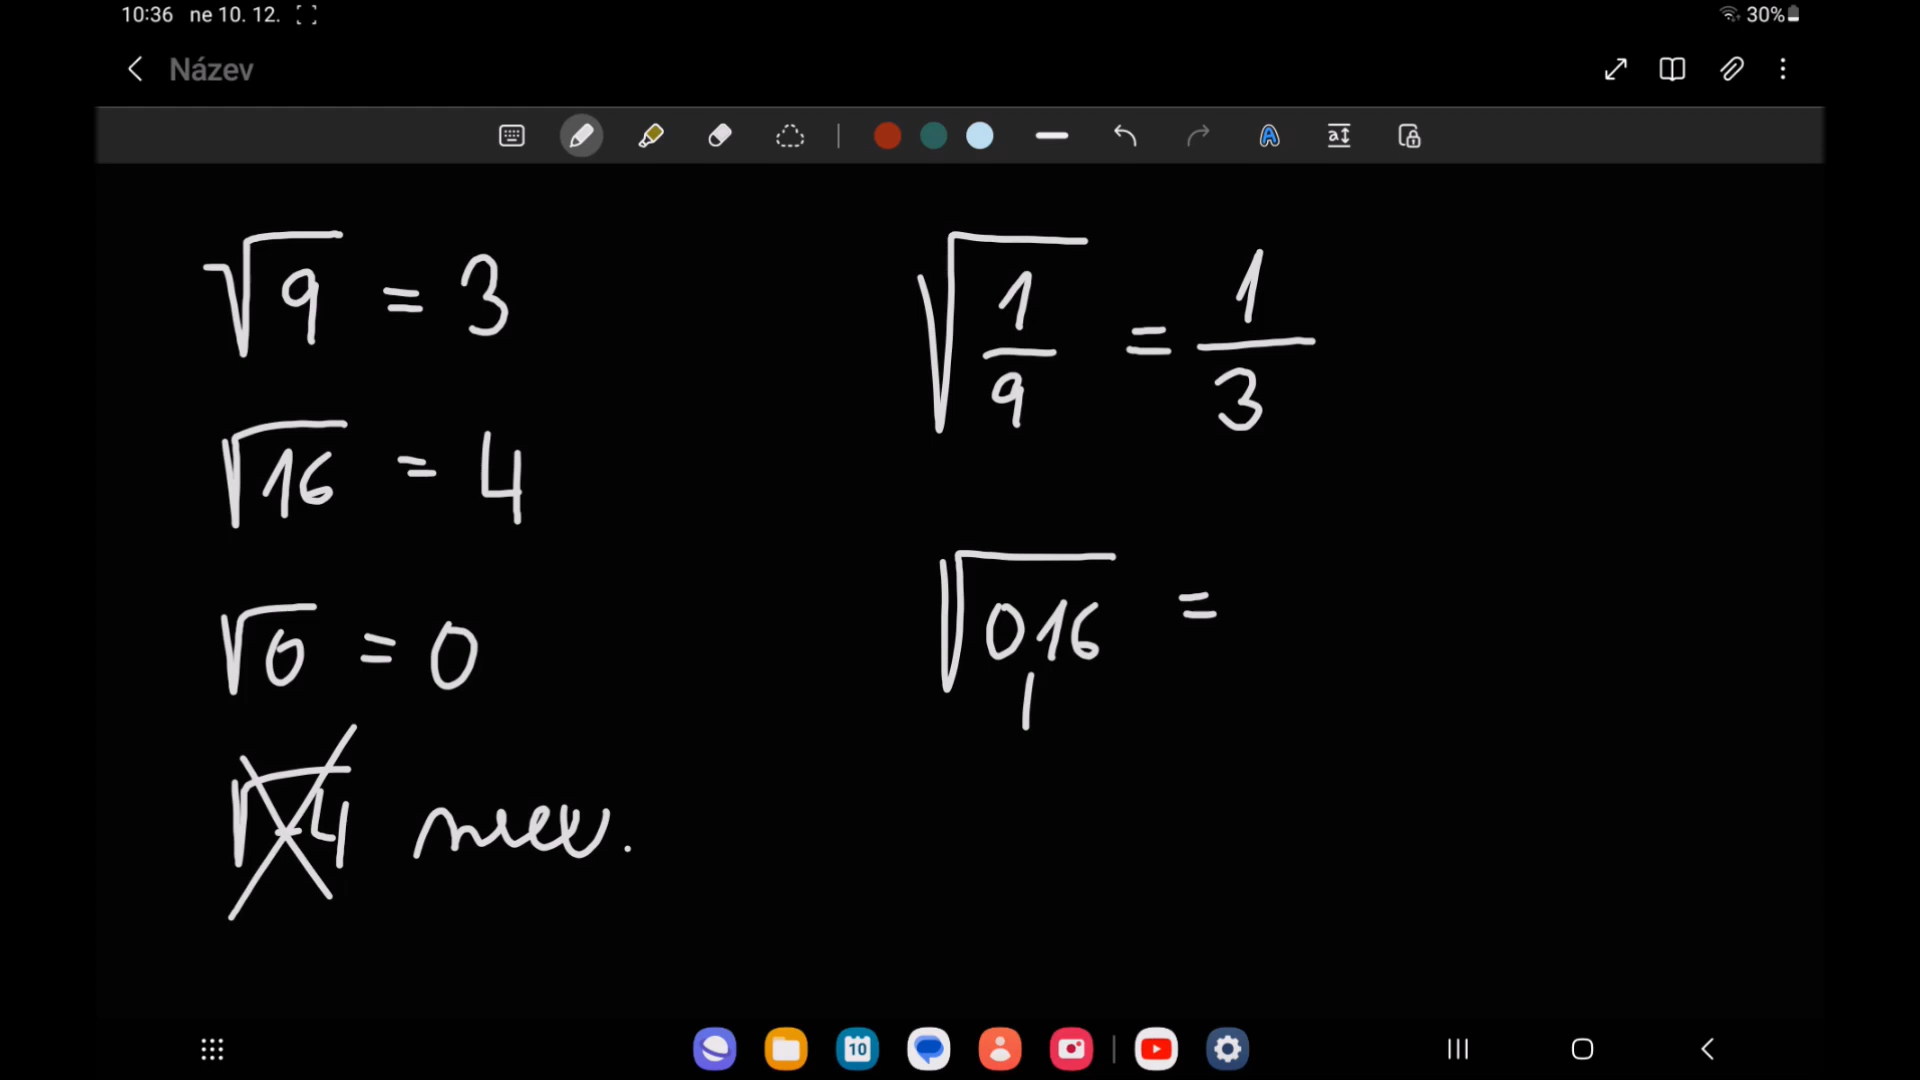 10:36 ne 10. 12. 30%
Název
√9 = 3
√16 = 4
√0 = 0
√-4
√(1/9) = 1/3
√0,16 =
10